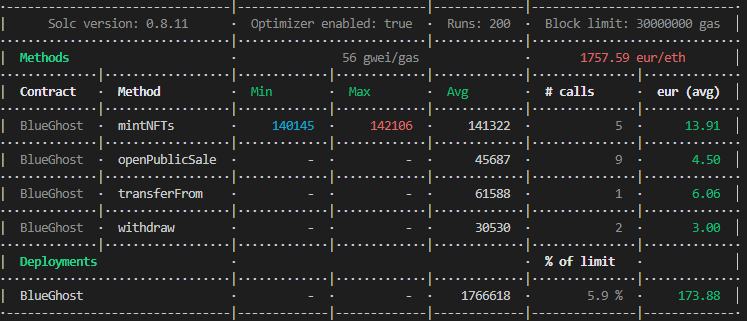 Solc version: 0.8.11 · Optimizer enabled: true · Runs: 200 · Block limit: 30000000 gas
Methods · 56 gwei/gas · 1757.59 eur/eth
Contract · Method · Min · Max · Avg · # calls · eur (avg)
BlueGhost · mintNFTs · 140145 · 142106 · 141322 · 5 · 13.91
BlueGhost · openPublicSale · - · - · 45687 · 9 · 4.50
BlueGhost · transferFrom · - · - · 61588 · 1 · 6.06
BlueGhost · withdraw · - · - · 30530 · 2 · 3.00
Deployments · · % of limit ·
BlueGhost · - · - · 1766618 · 5.9 % · 173.88